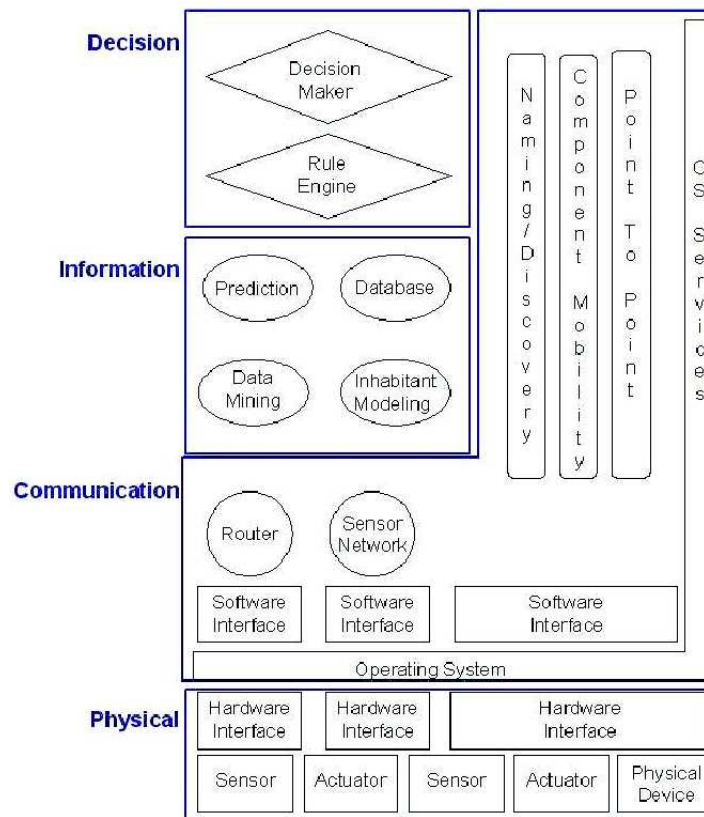 Decision
Decision
Maker
Rule
Engine
Naming/Discovery
Component Mobility
Point To Point
OS Services
Information
Prediction
Database
Data
Mining
Inhabitant
Modeling
Communication
Router
Sensor
Network
Software
Interface
Software
Interface
Software
Interface
Operating System
Physical
Hardware
Interface
Hardware
Interface
Hardware
Interface
Sensor
Actuator
Sensor
Actuator
Physical
Device